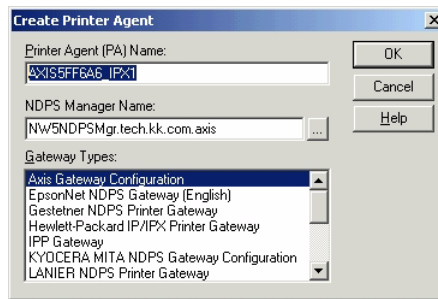 Create Printer Agent
Printer Agent (PA) Name:
AXIS5FF6A6_IPX1
NDPS Manager Name:
NW5NDPSMgr.tech.kk.com.axis
...
Gateway Types:
Axis Gateway Configuration
EpsonNet NDPS Gateway (English)
Gestetner NDPS Printer Gateway
Hewlett-Packard IP/IPX Printer Gateway
IPP Gateway
KYOCERA MITA NDPS Gateway Configuration
LANIER NDPS Printer Gateway
OK
Cancel
Help